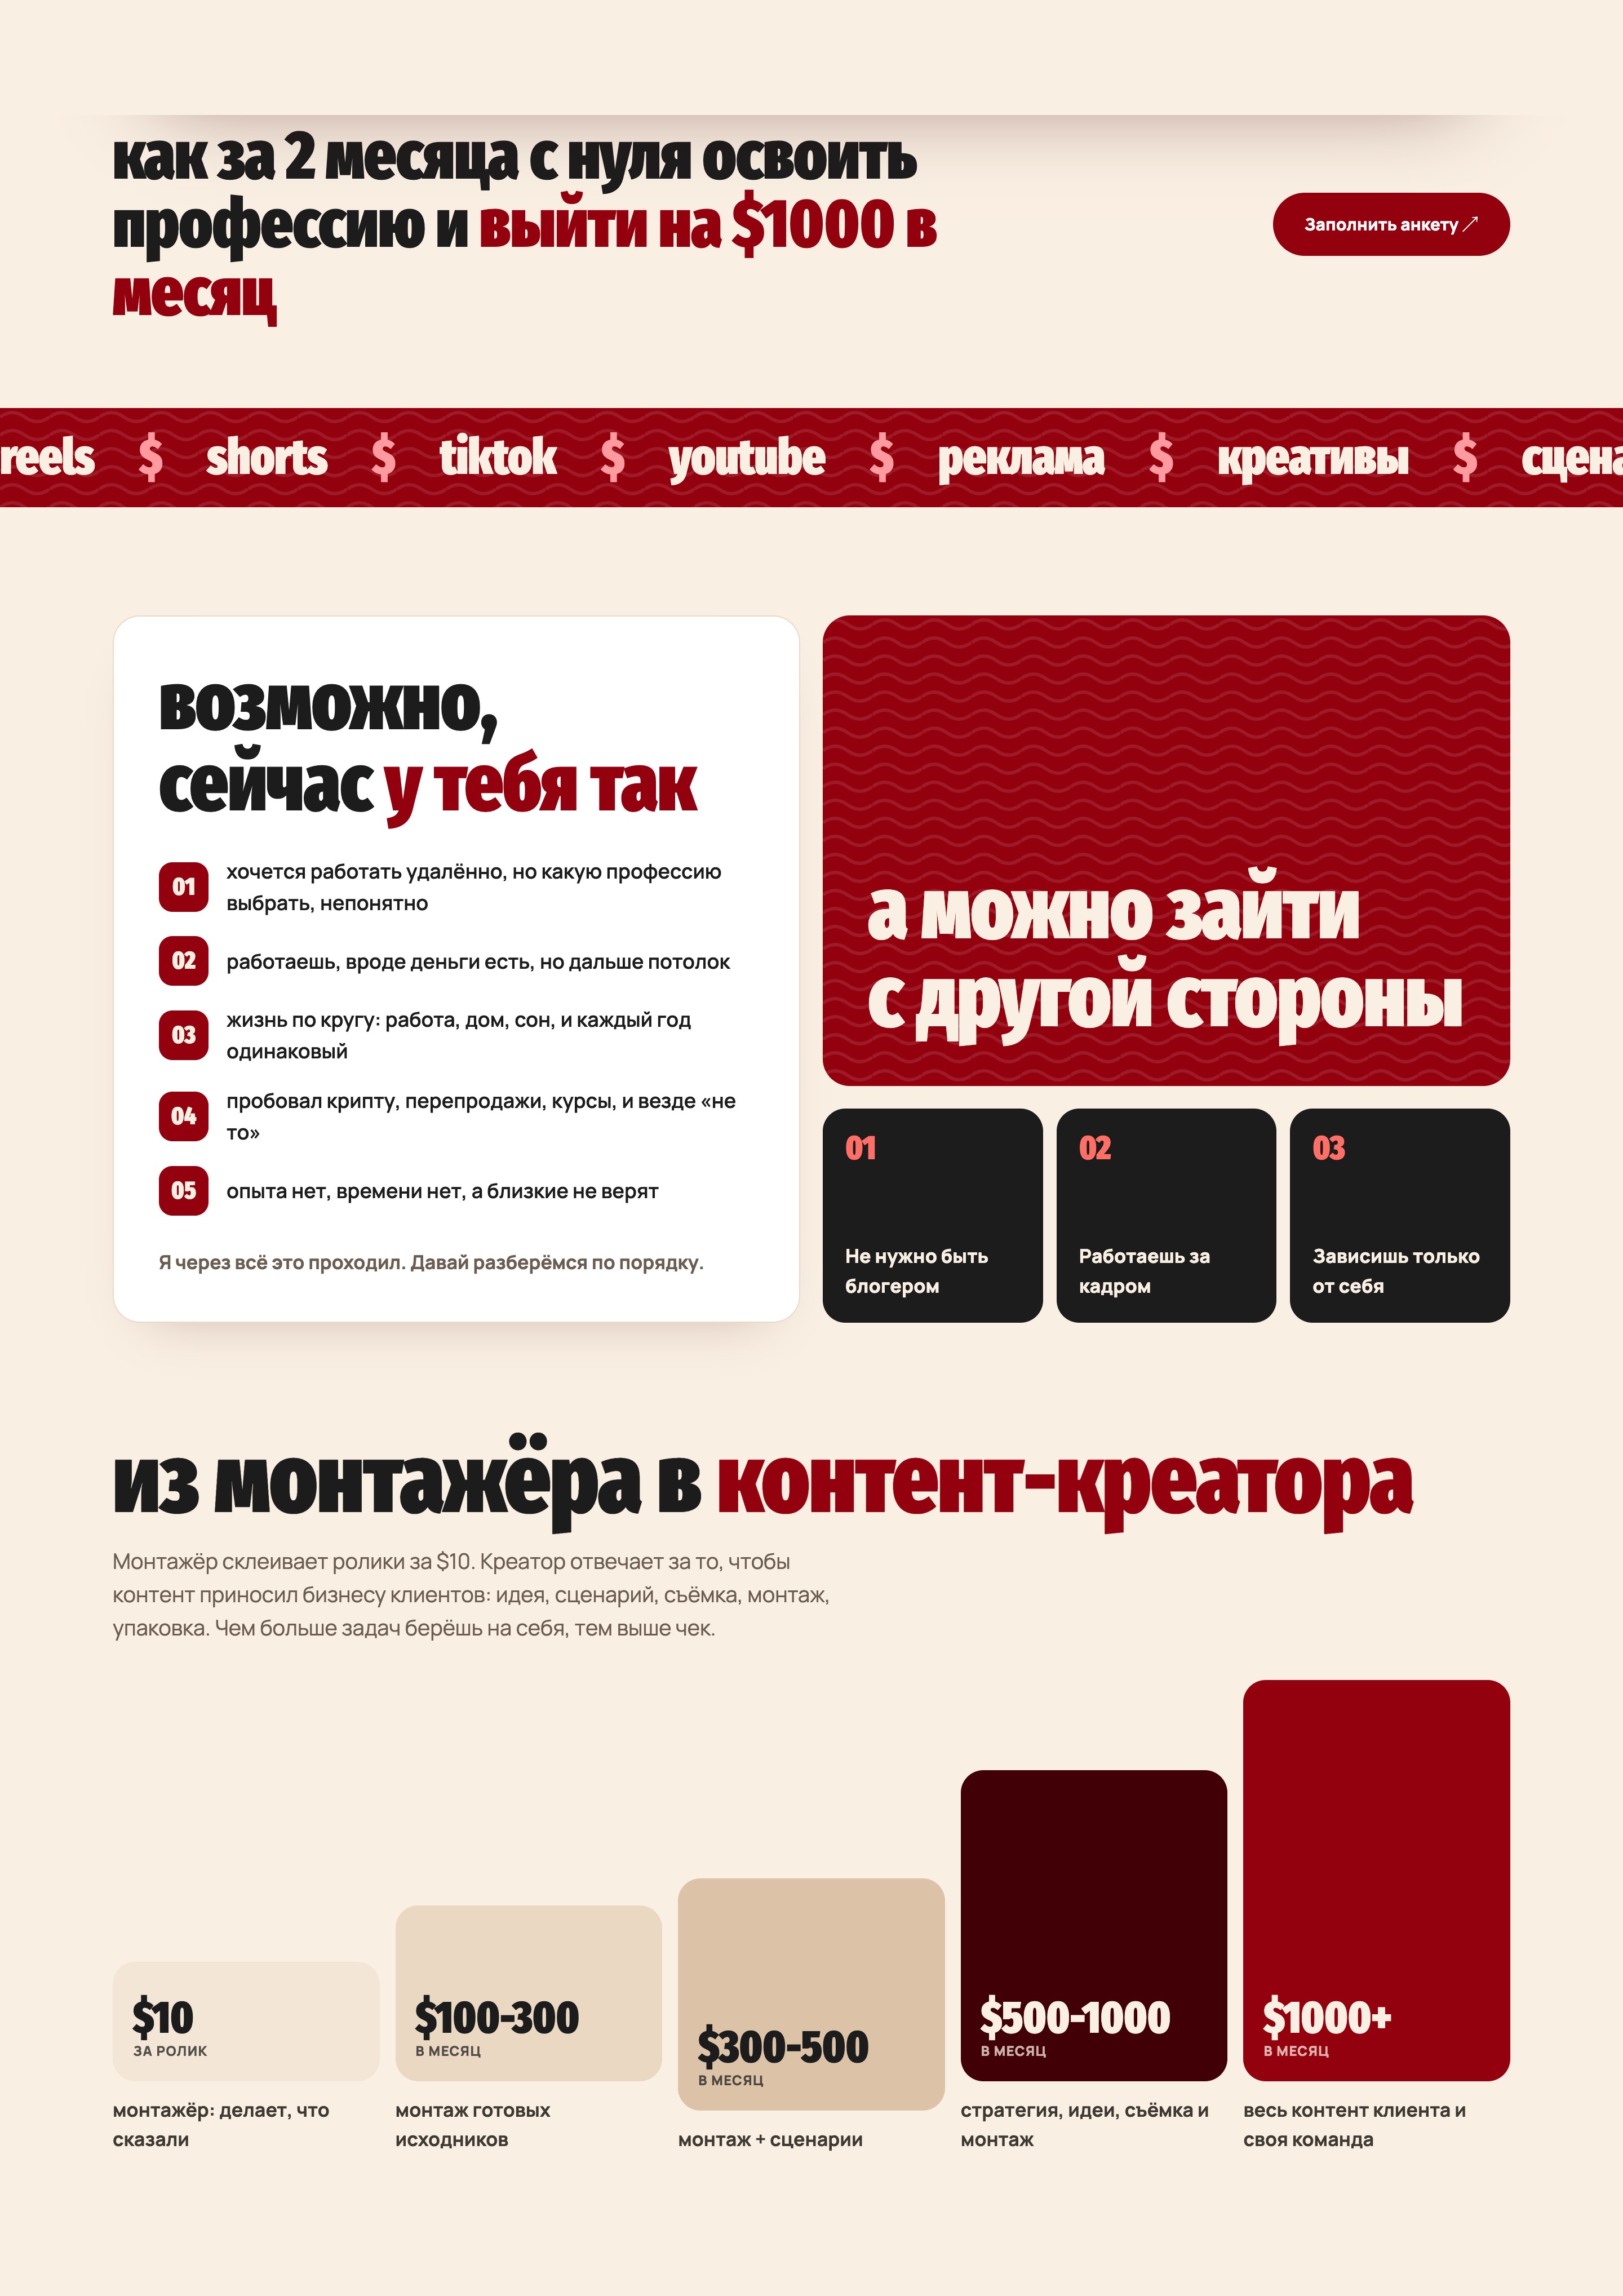 как за 2 месяца с нуля освоить
профессию и выйти на $1000 в
месяц
Заполнить анкету ↗
reels $ shorts $ tiktok $ youtube $ реклама $ креативы $ сцена
возможно,
сейчас у тебя так
01 хочется работать удалённо, но какую профессию
выбрать, непонятно
02 работаешь, вроде деньги есть, но дальше потолок
03 жизнь по кругу: работа, дом, сон, и каждый год
одинаковый
04 пробовал крипту, перепродажи, курсы, и везде «не
то»
05 опыта нет, времени нет, а близкие не верят
Я через всё это проходил. Давай разберёмся по порядку.
а можно зайти
с другой стороны
01
Не нужно быть
блогером
02
Работаешь за
кадром
03
Зависишь только
от себя
из монтажёра в контент-креатора
Монтажёр склеивает ролики за $10. Креатор отвечает за то, чтобы
контент приносил бизнесу клиентов: идея, сценарий, съёмка, монтаж,
упаковка. Чем больше задач берёшь на себя, тем выше чек.
$10
ЗА РОЛИК
монтажёр: делает, что
сказали
$100-300
В МЕСЯЦ
монтаж готовых
исходников
$300-500
В МЕСЯЦ
монтаж + сценарии
$500-1000
В МЕСЯЦ
стратегия, идеи, съёмка и
монтаж
$1000+
В МЕСЯЦ
весь контент клиента и
своя команда